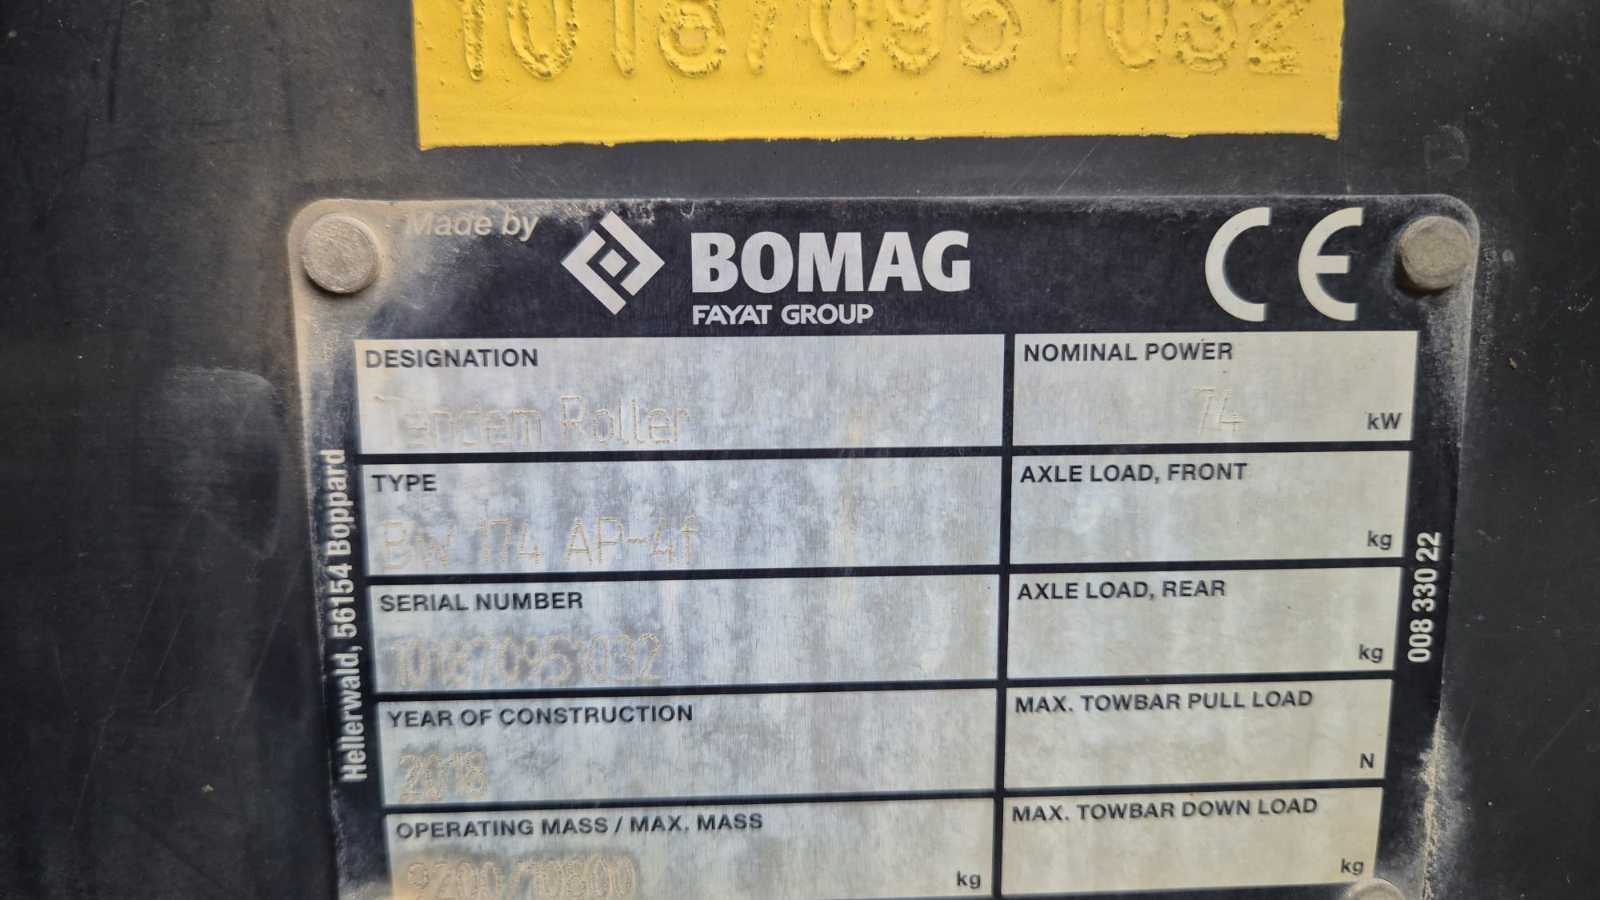 101870951032
Made by
BOMAG
FAYAT GROUP
CE
DESIGNATION
Tandem Roller
NOMINAL POWER
74 kW
TYPE
BW 174 AP-4f
AXLE LOAD, FRONT
kg
SERIAL NUMBER
101870951032
AXLE LOAD, REAR
kg
YEAR OF CONSTRUCTION
2018
MAX. TOWBAR PULL LOAD
N
OPERATING MASS / MAX. MASS
9200/10800 kg
MAX. TOWBAR DOWN LOAD
kg
Hellerwald, 56154 Boppard
008 330 22